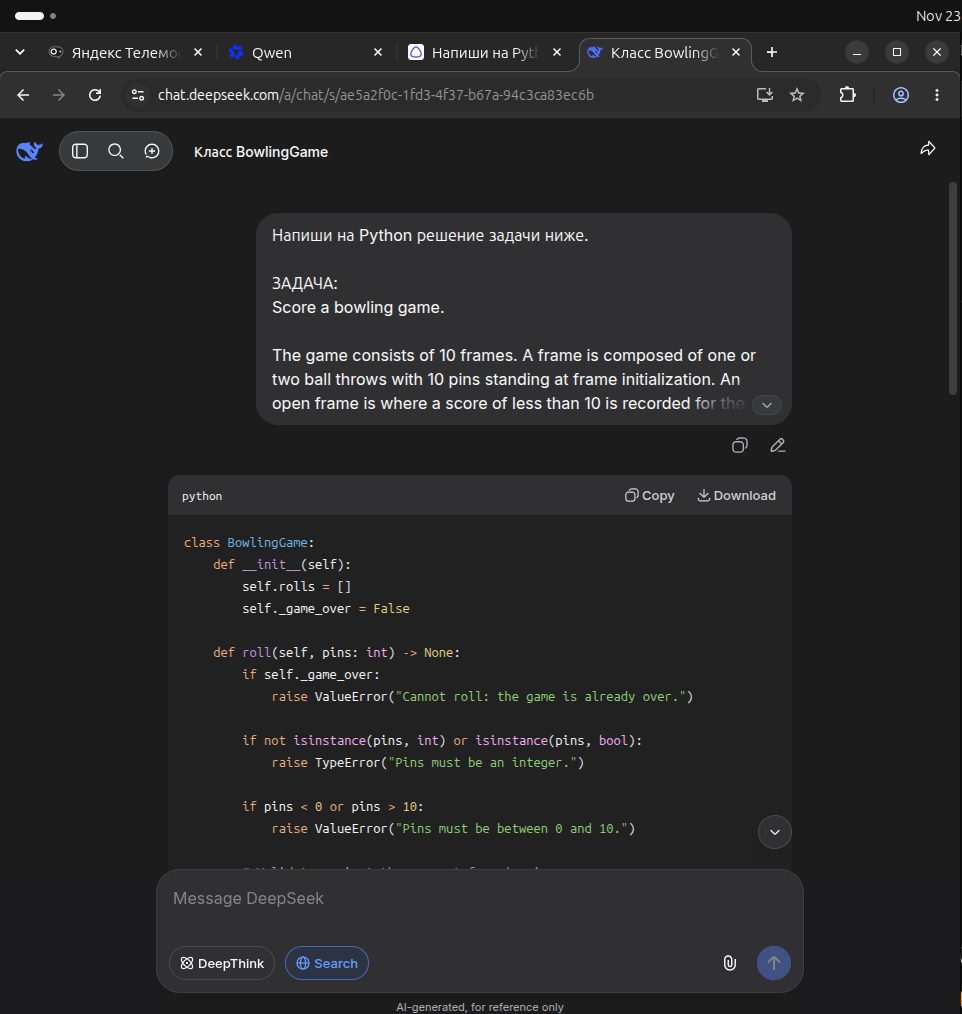 Nov 23
Яндекс Телемо
Qwen
Напиши на Pyth
Класс BowlingG
chat.deepseek.com/a/chat/s/ae5a2f0c-1fd3-4f37-b67a-94c3ca83ec6b
Класс BowlingGame
Напиши на Python решение задачи ниже.
ЗАДАЧА:
Score a bowling game.
The game consists of 10 frames. A frame is composed of one or
two ball throws with 10 pins standing at frame initialization. An
open frame is where a score of less than 10 is recorded for the
python
Copy
Download
class BowlingGame:
    def __init__(self):
        self.rolls = []
        self._game_over = False
    def roll(self, pins: int) -> None:
        if self._game_over:
            raise ValueError("Cannot roll: the game is already over.")
        if not isinstance(pins, int) or isinstance(pins, bool):
            raise TypeError("Pins must be an integer.")
        if pins < 0 or pins > 10:
            raise ValueError("Pins must be between 0 and 10.")
Message DeepSeek
DeepThink
Search
AI-generated, for reference only